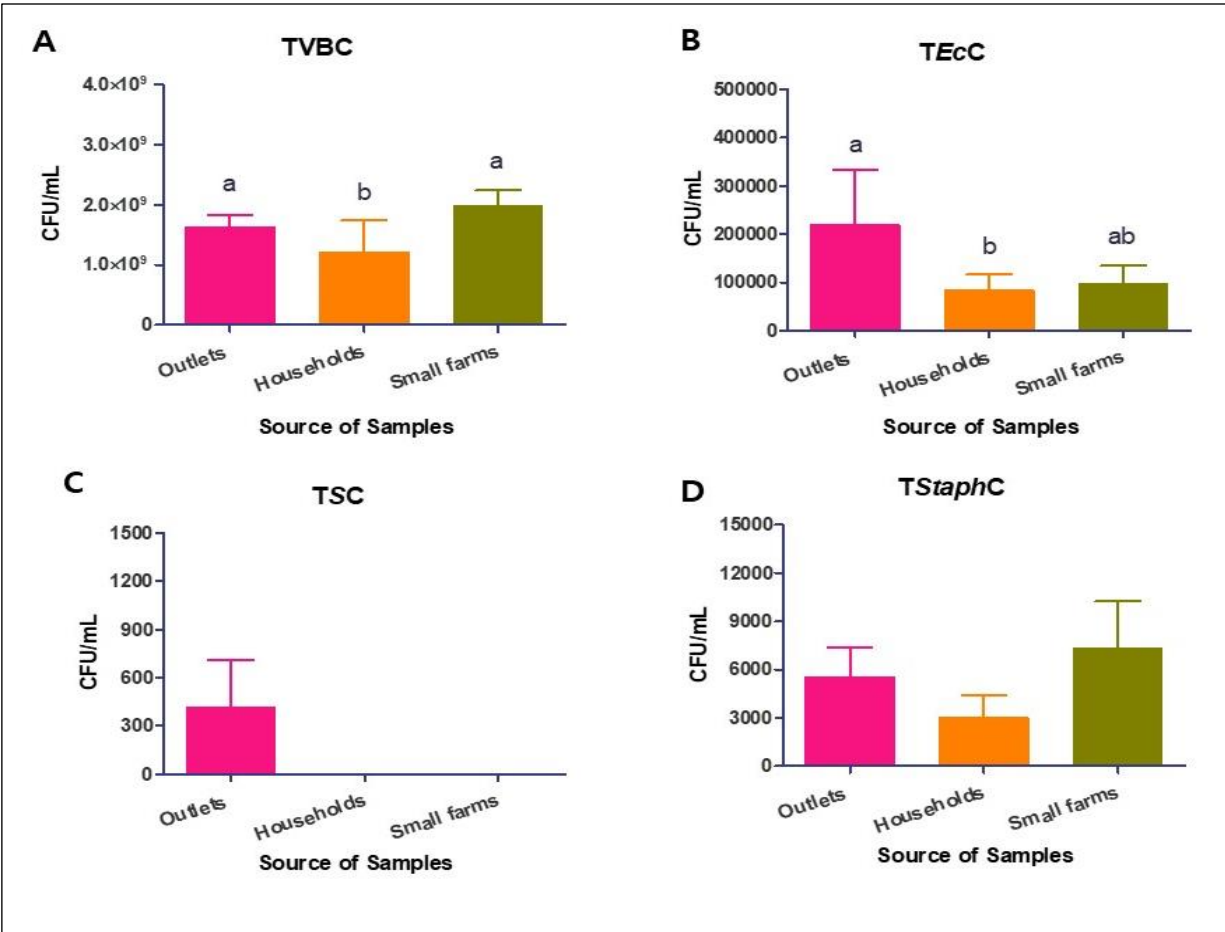 A
TVBC
4.0×10⁹
3.0×10⁹
2.0×10⁹
1.0×10⁹
0
CFU/mL
a
b
a
Outlets
Households
Small farms
Source of Samples
B
TEcC
500000
400000
300000
200000
100000
0
CFU/mL
a
b
ab
Outlets
Households
Small farms
Source of Samples
C
TSC
1500
1200
900
600
300
0
CFU/mL
Outlets
Households
Small farms
Source of Samples
D
TStaphC
15000
12000
9000
6000
3000
0
CFU/mL
Outlets
Households
Small farms
Source of Samples